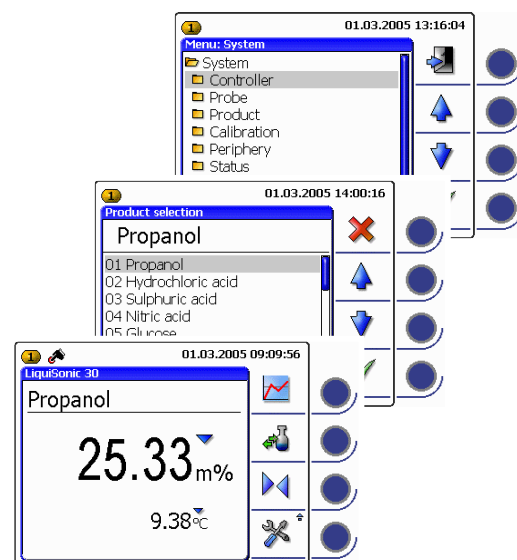 1
01.03.2005 13:16:04
Menu: System
System
Controller
Probe
Product
Calibration
Periphery
Status
1
01.03.2005 14:00:16
Product selection
Propanol
01 Propanol
02 Hydrochloric acid
03 Sulphuric acid
04 Nitric acid
05 Glucose
1
01.03.2005 09:09:56
LiquiSonic 30
Propanol
25.33 m%
9.38 °C